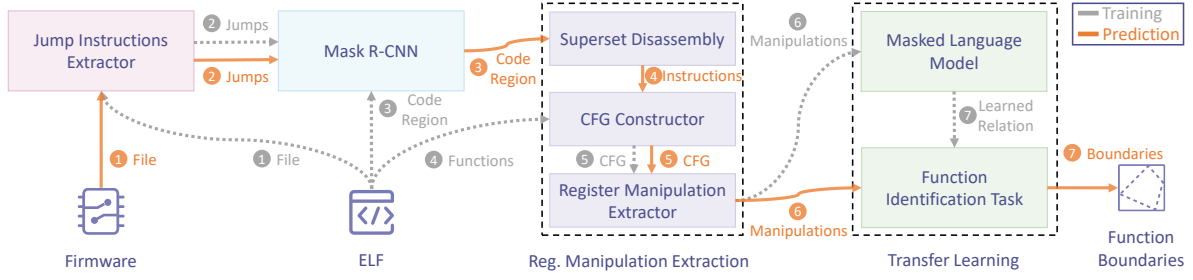 Jump Instructions
Extractor
2 Jumps
2 Jumps
Mask R-CNN
3 Code
Region
Superset Disassembly
4 Instructions
CFG Constructor
5 CFG
5 CFG
Register Manipulation
Extractor
6
Manipulations
Masked Language
Model
7 Learned
Relation
Function
Identification Task
Training
Prediction
1 File
1 File
3 Code
Region
4 Functions
6
Manipulations
7 Boundaries
Firmware
ELF
Reg. Manipulation Extraction
Transfer Learning
Function
Boundaries